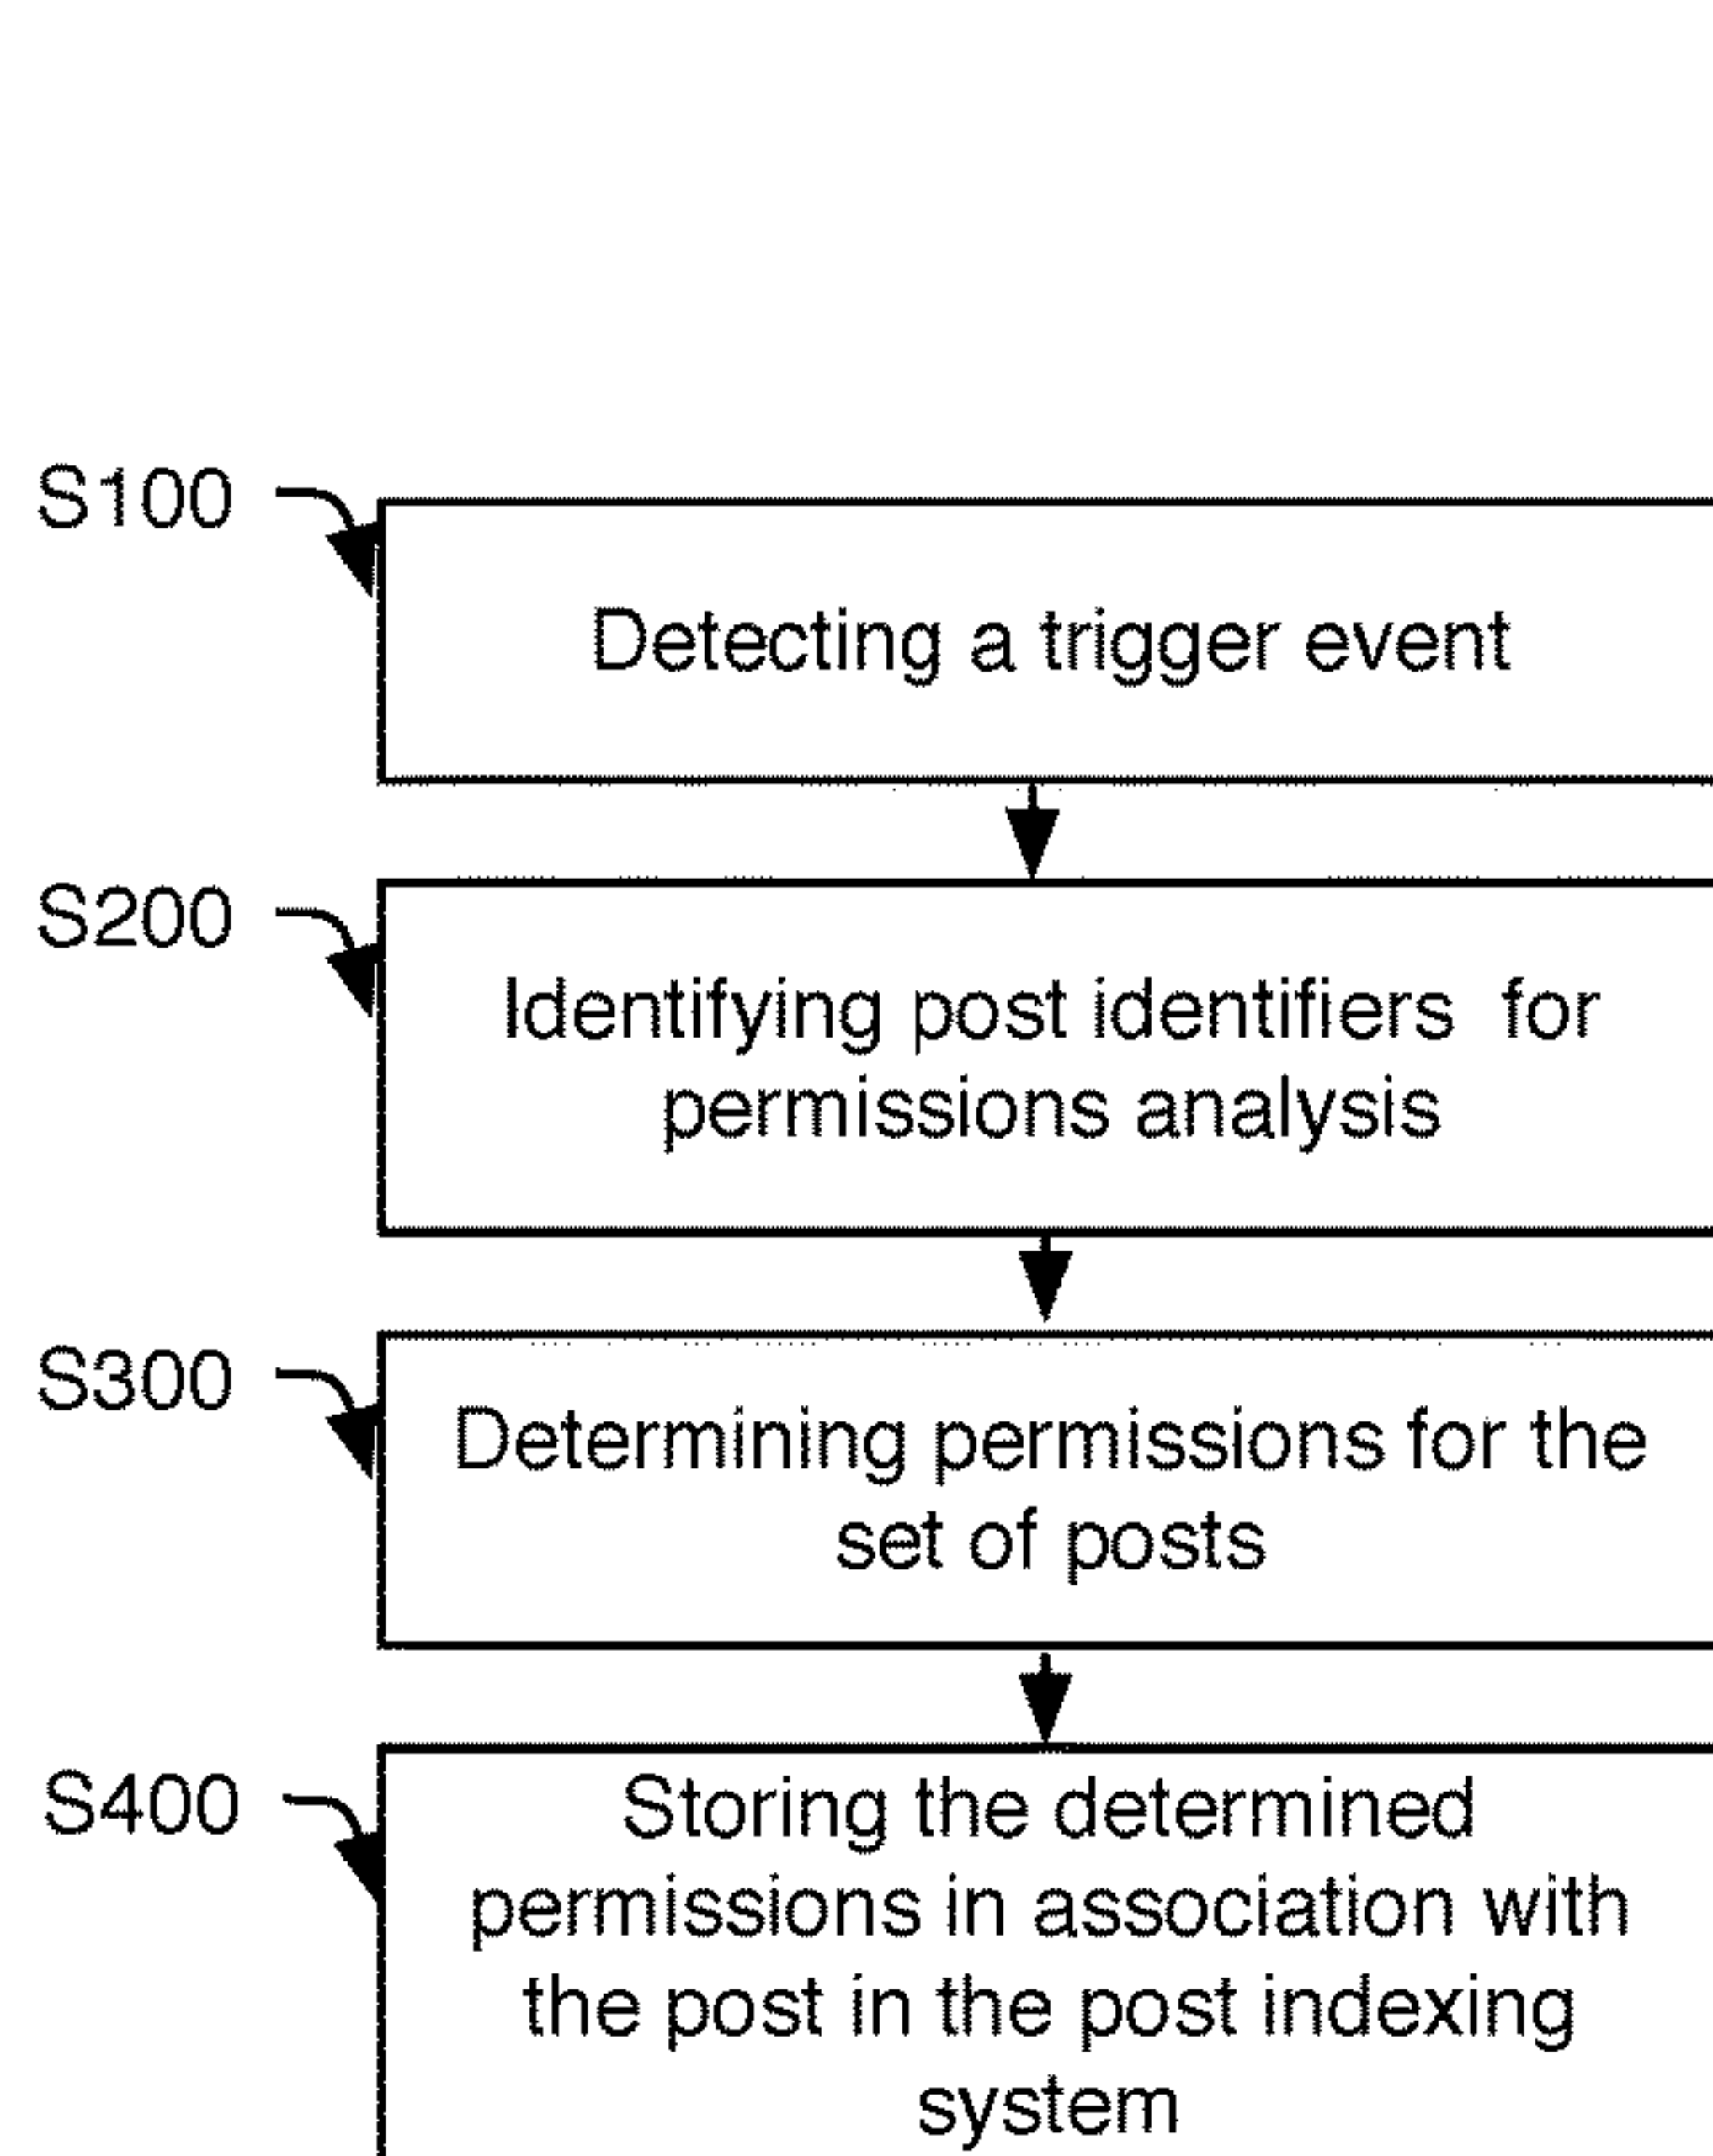 S100
Detecting a trigger event
S200
Identifying post identifiers for
permissions analysis
S300
Determining permissions for the
set of posts
S400
Storing the determined
permissions in association with
the post in the post indexing
system